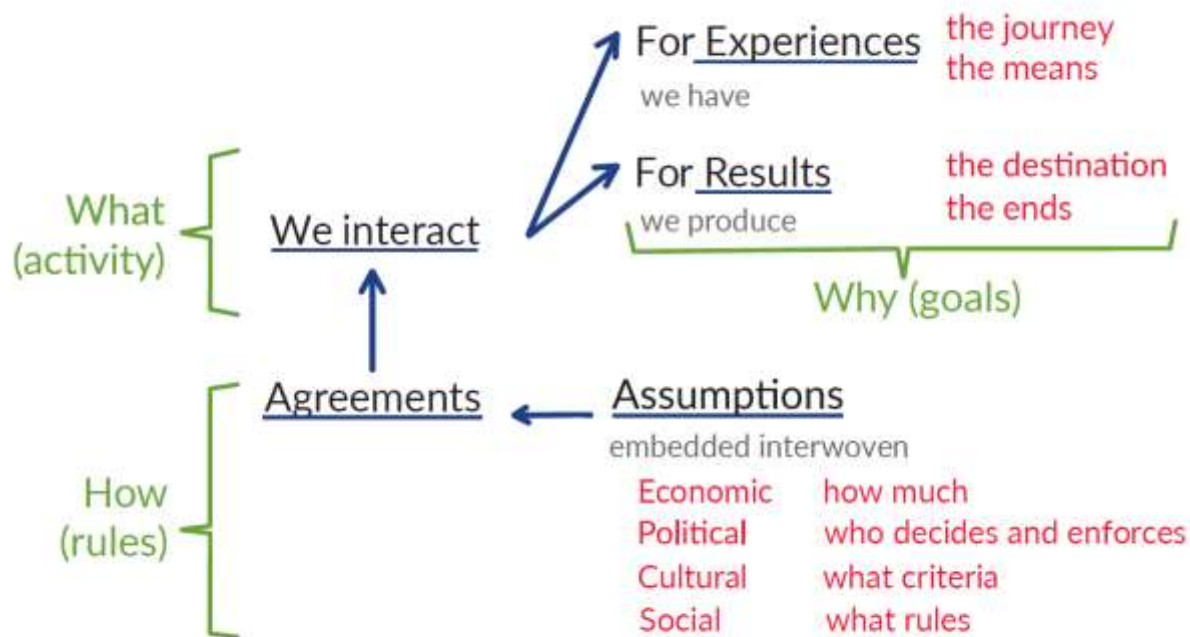 For Experiences
we have
the journey
the means
For Results
we produce
the destination
the ends
Why (goals)
What
(activity)
We interact
How
(rules)
Agreements
Assumptions
embedded interwoven
Economic how much
Political who decides and enforces
Cultural what criteria
Social what rules